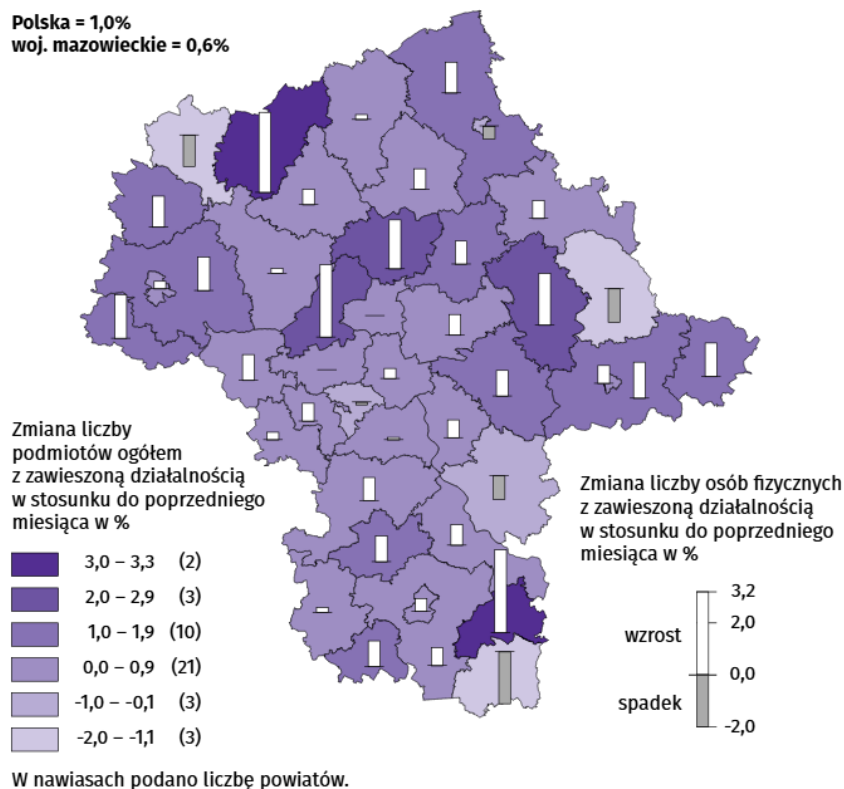 Polska = 1,0%
woj. mazowieckie = 0,6%
Zmiana liczby
podmiotów ogółem
z zawieszoną działalnością
w stosunku do poprzedniego
miesiąca w %
3,0 – 3,3 (2)
2,0 – 2,9 (3)
1,0 – 1,9 (10)
0,0 – 0,9 (21)
-1,0 – -0,1 (3)
-2,0 – -1,1 (3)
W nawiasach podano liczbę powiatów.
Zmiana liczby osób fizycznych
z zawieszoną działalnością
w stosunku do poprzedniego
miesiąca w %
3,2
2,0
wzrost
0,0
spadek
-2,0